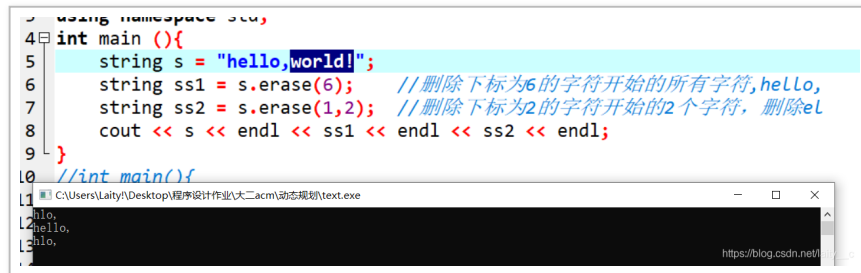 using namespace std;
4 int main (){
5 string s = "hello,world!";
6 string ss1 = s.erase(6); //删除下标为6的字符开始的所有字符,hello,
7 string ss2 = s.erase(1,2); //删除下标为2的字符开始的2个字符，删除el
8 cout << s << endl << ss1 << endl << ss2 << endl;
9 }
10 //int main(){
11 C:\Users\Laity!\Desktop\程序设计作业\大二acm\动态规划\text.exe
hlo,
12
hello,
13
hlo,
https://blog.csdn.net/